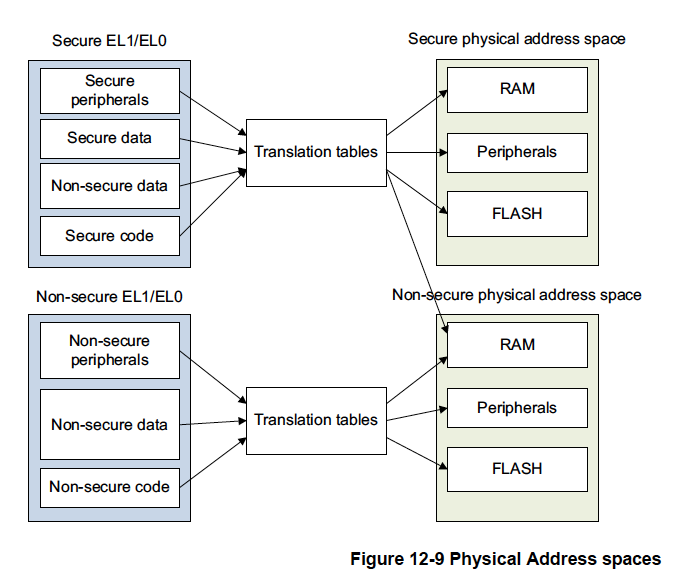 Secure EL1/EL0
Secure
peripherals
Secure data
Non-secure data
Secure code
Translation tables
Secure physical address space
RAM
Peripherals
FLASH
Non-secure EL1/EL0
Non-secure
peripherals
Non-secure data
Non-secure code
Translation tables
Non-secure physical address space
RAM
Peripherals
FLASH
Figure 12-9 Physical Address spaces